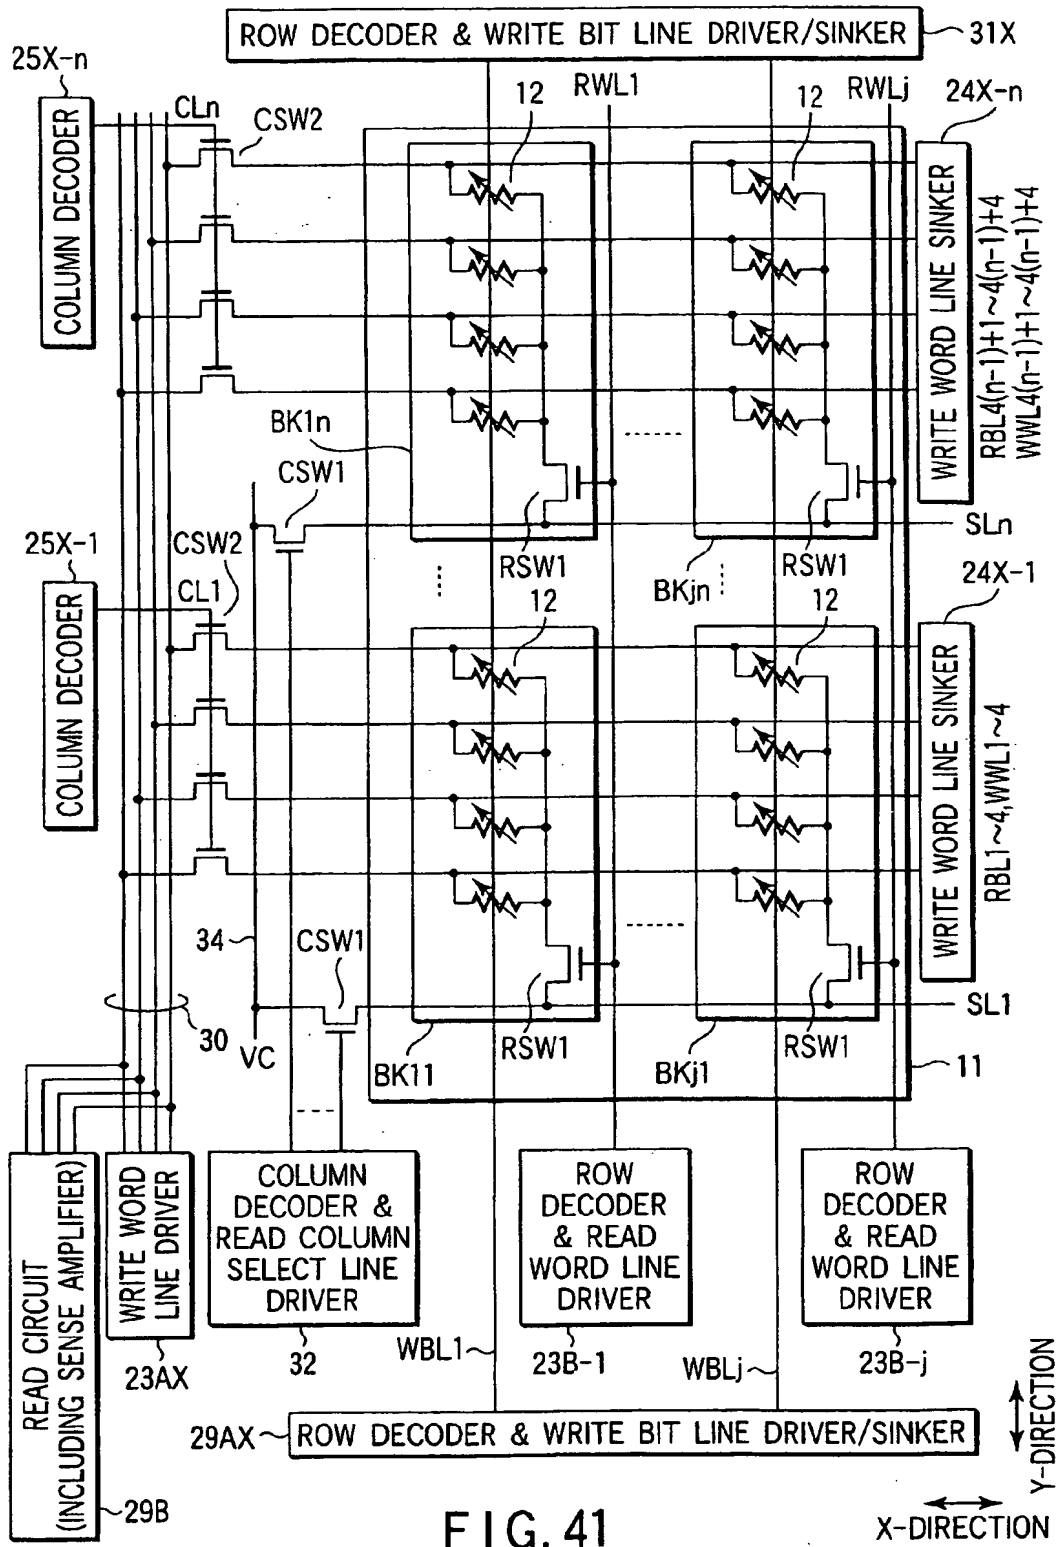 ROW DECODER & WRITE BIT LINE DRIVER/SINKER
31X
25X-n
RWL1
RWLj
CLn
CSW2
12
12
24X-n
COLUMN DECODER
WRITE WORD LINE SINKER
RBL4(n-1)+1~4(n-1)+4
WWL4(n-1)+1~4(n-1)+4
BK1n
CSW1
RSW1
RSW1
SLn
25X-1
CSW2
BKjn
24X-1
CL1
12
12
COLUMN DECODER
WRITE WORD LINE SINKER
RBL1~4,WWL1~4
34
CSW1
30
VC
RSW1
RSW1
SL1
BK11
BKj1
11
READ CIRCUIT
(INCLUDING SENSE AMPLIFIER)
WRITE WORD
LINE DRIVER
COLUMN
DECODER &
READ COLUMN
SELECT LINE
DRIVER
ROW
DECODER
& READ
WORD LINE
DRIVER
ROW
DECODER
& READ
WORD LINE
DRIVER
23AX
32
WBL1
23B-1
WBLj
23B-j
29AX
ROW DECODER & WRITE BIT LINE DRIVER/SINKER
29B
Y-DIRECTION
X-DIRECTION
FIG. 41